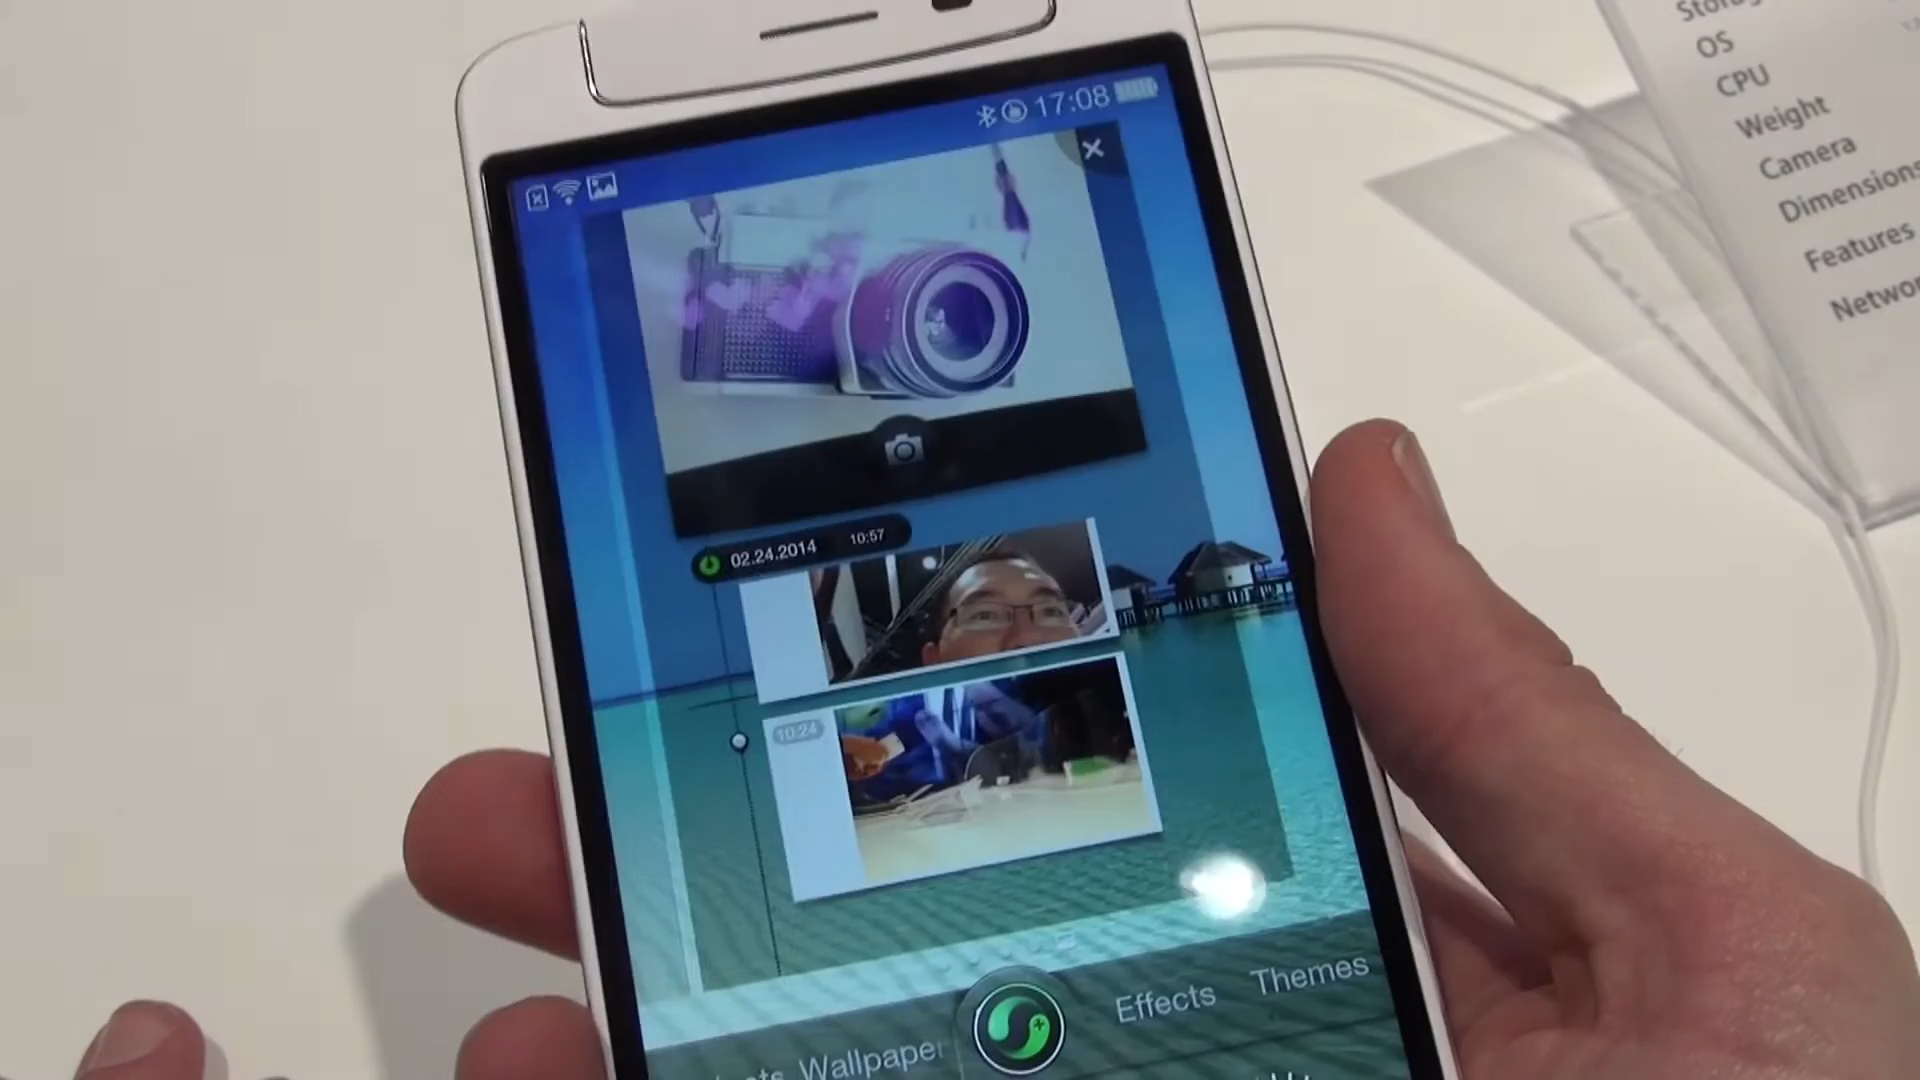 17:08
02.24.2014 10:57
10:24
Effects
Themes
Wallpaper
OS
CPU
Weight
Camera
Dimensions
Features